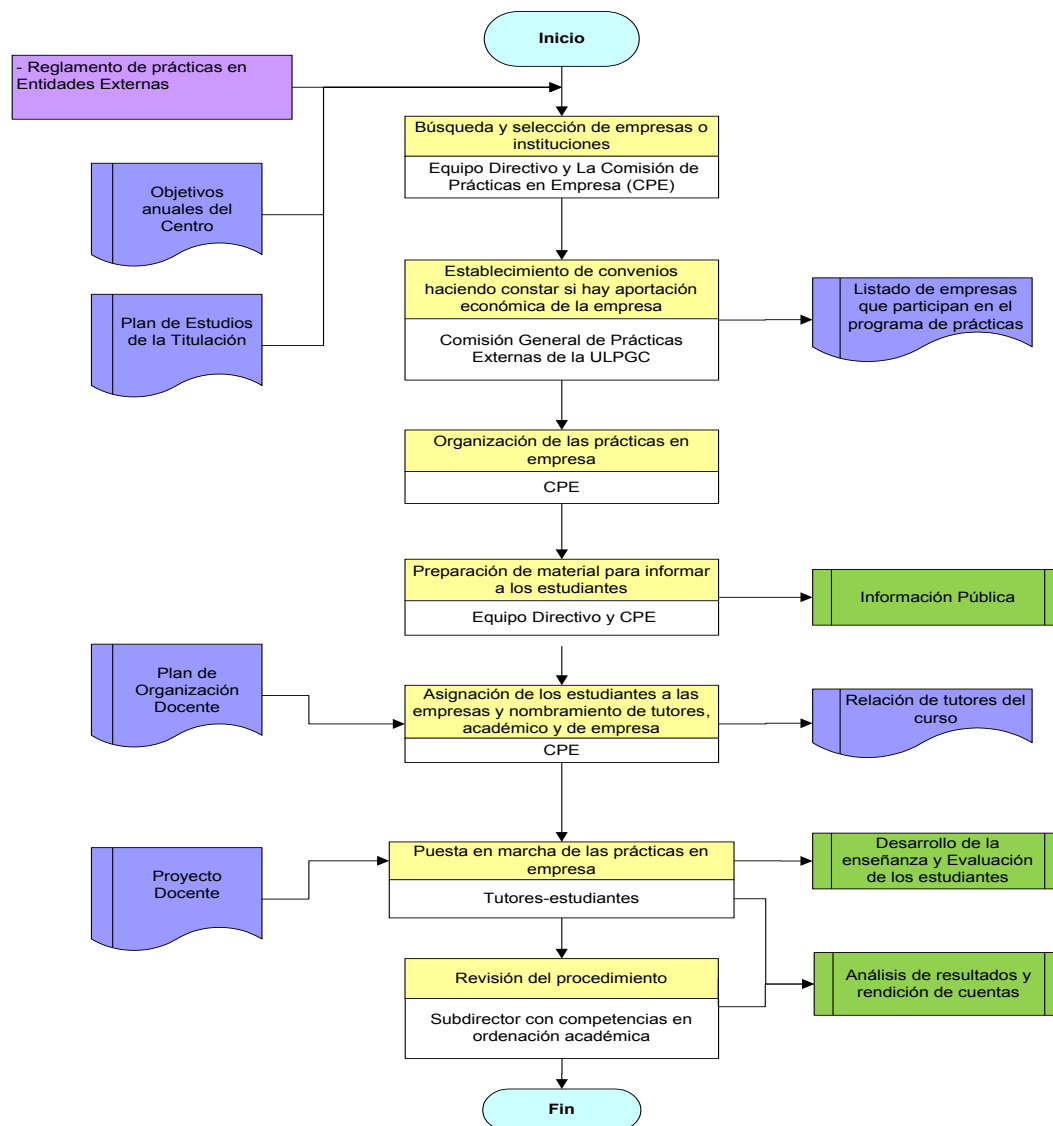 Inicio
- Reglamento de prácticas en
Entidades Externas
Búsqueda y selección de empresas o
instituciones
Equipo Directivo y La Comisión de
Prácticas en Empresa (CPE)
Objetivos
anuales del
Centro
Establecimiento de convenios
haciendo constar si hay aportación
económica de la empresa
Comisión General de Prácticas
Externas de la ULPGC
Listado de empresas
que participan en el
programa de prácticas
Plan de Estudios
de la Titulación
Organización de las prácticas en
empresa
CPE
Preparación de material para informar
a los estudiantes
Equipo Directivo y CPE
Información Pública
Plan de
Organización
Docente
Asignación de los estudiantes a las
empresas y nombramiento de tutores,
académico y de empresa
CPE
Relación de tutores del
curso
Puesta en marcha de las prácticas en
empresa
Tutores-estudiantes
Desarrollo de la
enseñanza y Evaluación
de los estudiantes
Proyecto
Docente
Revisión del procedimiento
Subdirector con competencias en
ordenación académica
Análisis de resultados y
rendición de cuentas
Fin